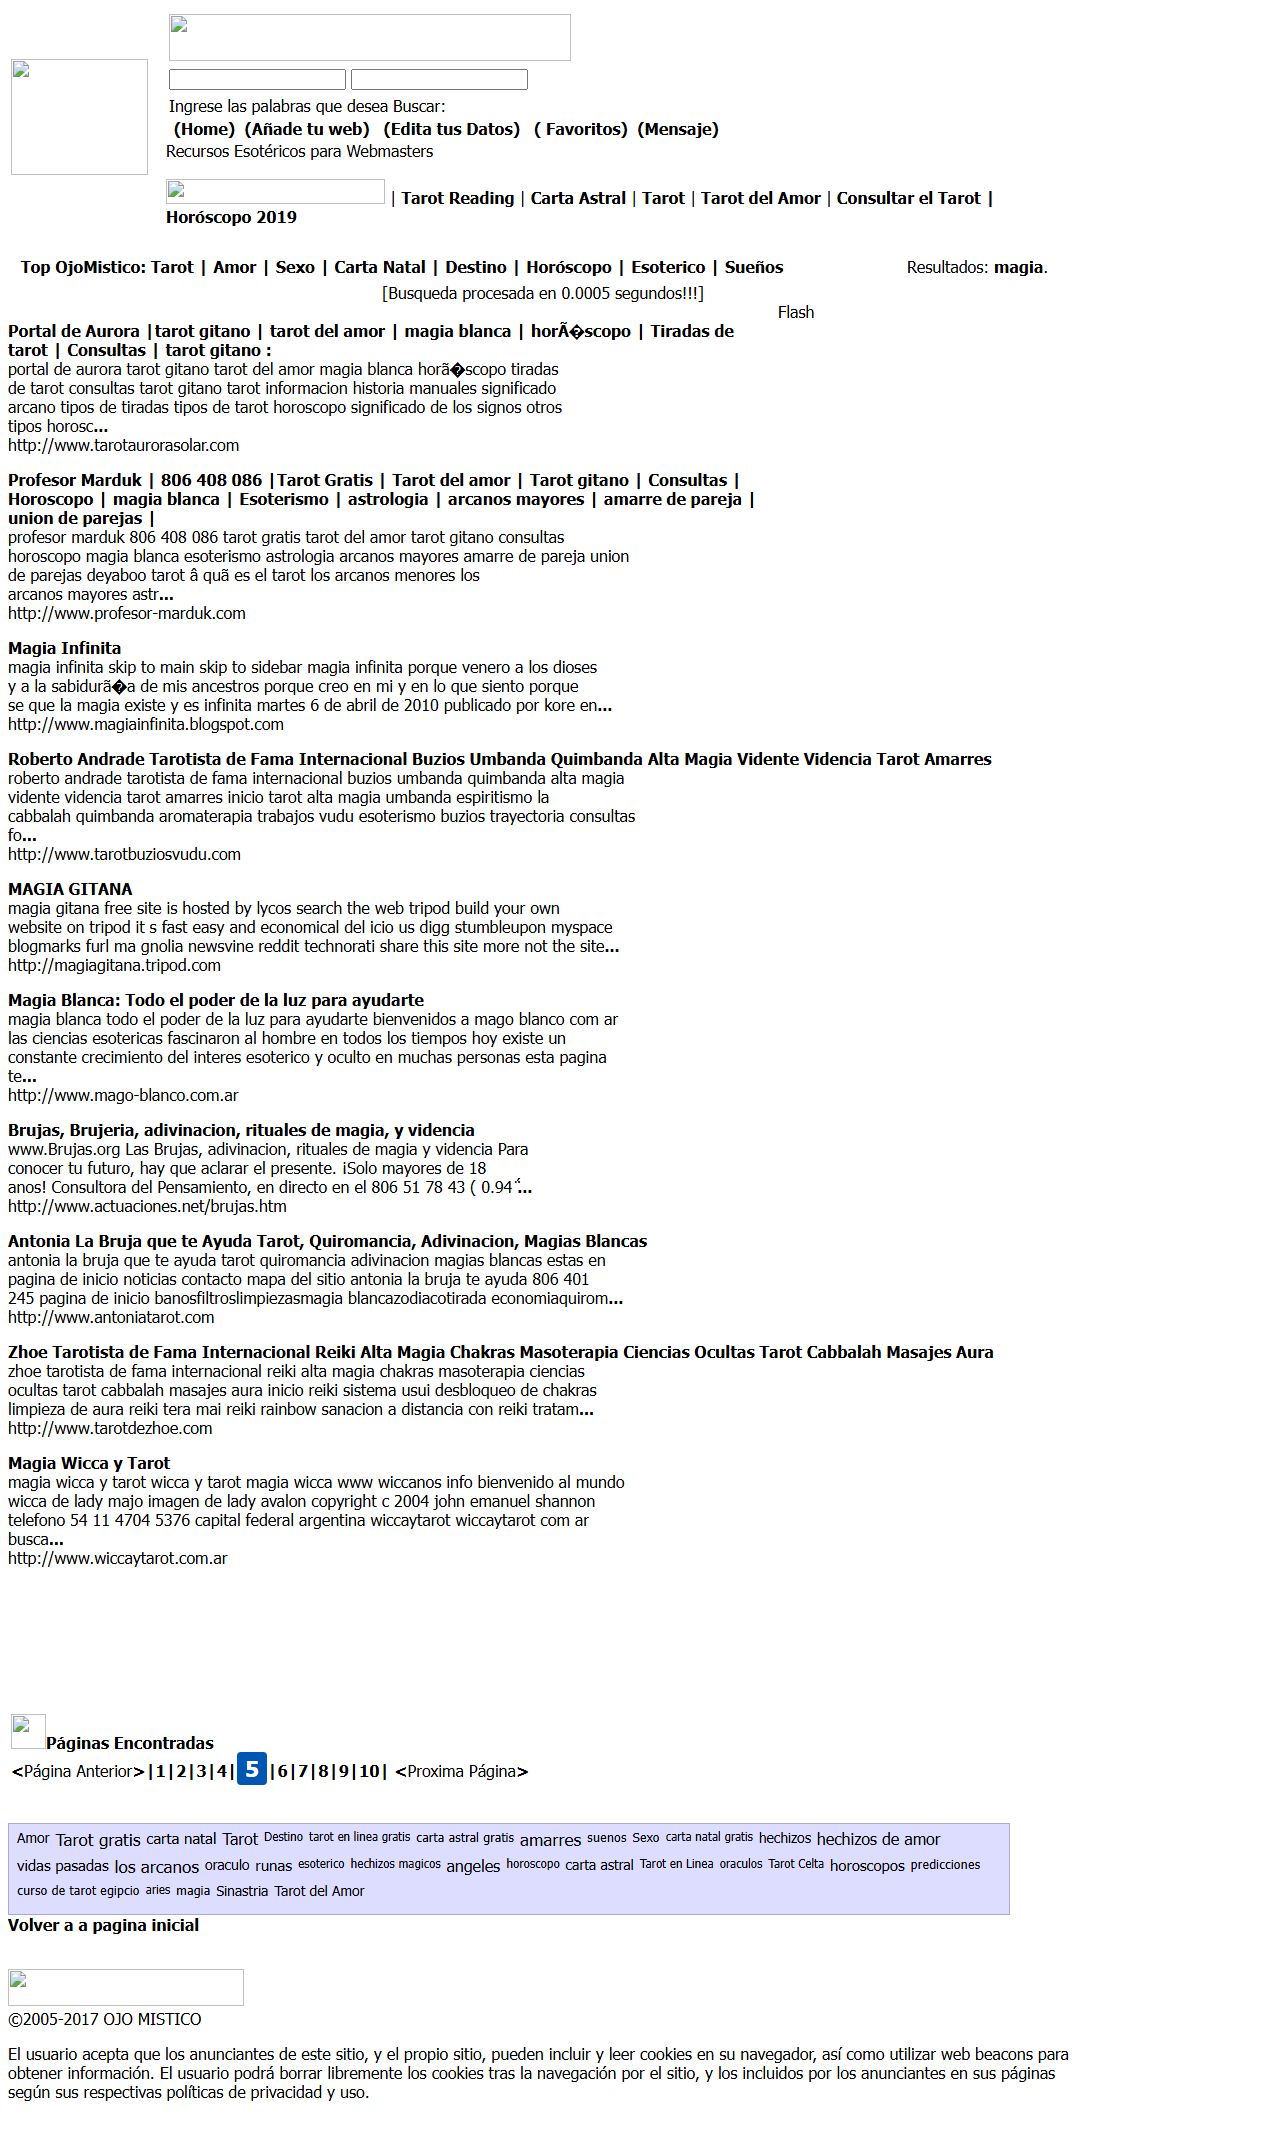 Ingrese las palabras que desea Buscar:
(Home) (Añade tu web) (Edita tus Datos) ( Favoritos) (Mensaje)
Recursos Esotéricos para Webmasters
| Tarot Reading | Carta Astral | Tarot | Tarot del Amor | Consultar el Tarot |
Horóscopo 2019
Top OjoMistico: Tarot | Amor | Sexo | Carta Natal | Destino | Horóscopo | Esoterico | Sueños
Resultados: magia.
[Busqueda procesada en 0.0005 segundos!!!]
Flash
Portal de Aurora |tarot gitano | tarot del amor | magia blanca | horÃ�scopo | Tiradas de
tarot | Consultas | tarot gitano :
portal de aurora tarot gitano tarot del amor magia blanca horã�scopo tiradas
de tarot consultas tarot gitano tarot informacion historia manuales significado
arcano tipos de tiradas tipos de tarot horoscopo significado de los signos otros
tipos horosc...
http://www.tarotaurorasolar.com
Profesor Marduk | 806 408 086 |Tarot Gratis | Tarot del amor | Tarot gitano | Consultas |
Horoscopo | magia blanca | Esoterismo | astrologia | arcanos mayores | amarre de pareja |
union de parejas |
profesor marduk 806 408 086 tarot gratis tarot del amor tarot gitano consultas
horoscopo magia blanca esoterismo astrologia arcanos mayores amarre de pareja union
de parejas deyaboo tarot â quã es el tarot los arcanos menores los
arcanos mayores astr...
http://www.profesor-marduk.com
Magia Infinita
magia infinita skip to main skip to sidebar magia infinita porque venero a los dioses
y a la sabidurã�a de mis ancestros porque creo en mi y en lo que siento porque
se que la magia existe y es infinita martes 6 de abril de 2010 publicado por kore en...
http://www.magiainfinita.blogspot.com
Roberto Andrade Tarotista de Fama Internacional Buzios Umbanda Quimbanda Alta Magia Vidente Videncia Tarot Amarres
roberto andrade tarotista de fama internacional buzios umbanda quimbanda alta magia
vidente videncia tarot amarres inicio tarot alta magia umbanda espiritismo la
cabbalah quimbanda aromaterapia trabajos vudu esoterismo buzios trayectoria consultas
fo...
http://www.tarotbuziosvudu.com
MAGIA GITANA
magia gitana free site is hosted by lycos search the web tripod build your own
website on tripod it s fast easy and economical del icio us digg stumbleupon myspace
blogmarks furl ma gnolia newsvine reddit technorati share this site more not the site...
http://magiagitana.tripod.com
Magia Blanca: Todo el poder de la luz para ayudarte
magia blanca todo el poder de la luz para ayudarte bienvenidos a mago blanco com ar
las ciencias esotericas fascinaron al hombre en todos los tiempos hoy existe un
constante crecimiento del interes esoterico y oculto en muchas personas esta pagina
te...
http://www.mago-blanco.com.ar
Brujas, Brujeria, adivinacion, rituales de magia, y videncia
www.Brujas.org Las Brujas, adivinacion, rituales de magia y videncia Para
conocer tu futuro, hay que aclarar el presente. ¡Solo mayores de 18
anos! Consultora del Pensamiento, en directo en el 806 51 78 43 ( 0.94 ...
http://www.actuaciones.net/brujas.htm
Antonia La Bruja que te Ayuda Tarot, Quiromancia, Adivinacion, Magias Blancas
antonia la bruja que te ayuda tarot quiromancia adivinacion magias blancas estas en
pagina de inicio noticias contacto mapa del sitio antonia la bruja te ayuda 806 401
245 pagina de inicio banosfiltroslimpiezasmagia blancazodiacotirada economiaquirom...
http://www.antoniatarot.com
Zhoe Tarotista de Fama Internacional Reiki Alta Magia Chakras Masoterapia Ciencias Ocultas Tarot Cabbalah Masajes Aura
zhoe tarotista de fama internacional reiki alta magia chakras masoterapia ciencias
ocultas tarot cabbalah masajes aura inicio reiki sistema usui desbloqueo de chakras
limpieza de aura reiki tera mai reiki rainbow sanacion a distancia con reiki tratam...
http://www.tarotdezhoe.com
Magia Wicca y Tarot
magia wicca y tarot wicca y tarot magia wicca www wiccanos info bienvenido al mundo
wicca de lady majo imagen de lady avalon copyright c 2004 john emanuel shannon
telefono 54 11 4704 5376 capital federal argentina wiccaytarot wiccaytarot com ar
busca...
http://www.wiccaytarot.com.ar
Páginas Encontradas
<Página Anterior>|1|2|3|4|5|6|7|8|9|10| <Proxima Página>
Amor Tarot gratis carta natal Tarot Destino tarot en linea gratis carta astral gratis amarres suenos Sexo carta natal gratis hechizos hechizos de amor
vidas pasadas los arcanos oraculo runas esoterico hechizos magicos angeles horoscopo carta astral Tarot en Linea oraculos Tarot Celta horoscopos predicciones
curso de tarot egipcio aries magia Sinastria Tarot del Amor
Volver a a pagina inicial
©2005-2017 OJO MISTICO
El usuario acepta que los anunciantes de este sitio, y el propio sitio, pueden incluir y leer cookies en su navegador, así como utilizar web beacons para
obtener información. El usuario podrá borrar libremente los cookies tras la navegación por el sitio, y los incluidos por los anunciantes en sus páginas
según sus respectivas políticas de privacidad y uso.